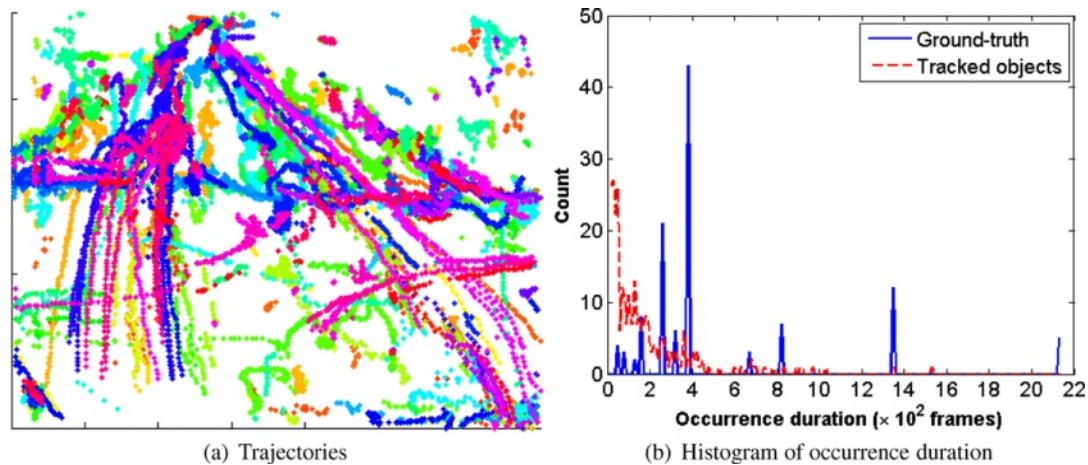 50
40
30
20
10
0
Count
Ground-truth
Tracked objects
0 2 4 6 8 10 12 14 16 18 20 22
Occurrence duration (× 10² frames)
(a) Trajectories
(b) Histogram of occurrence duration